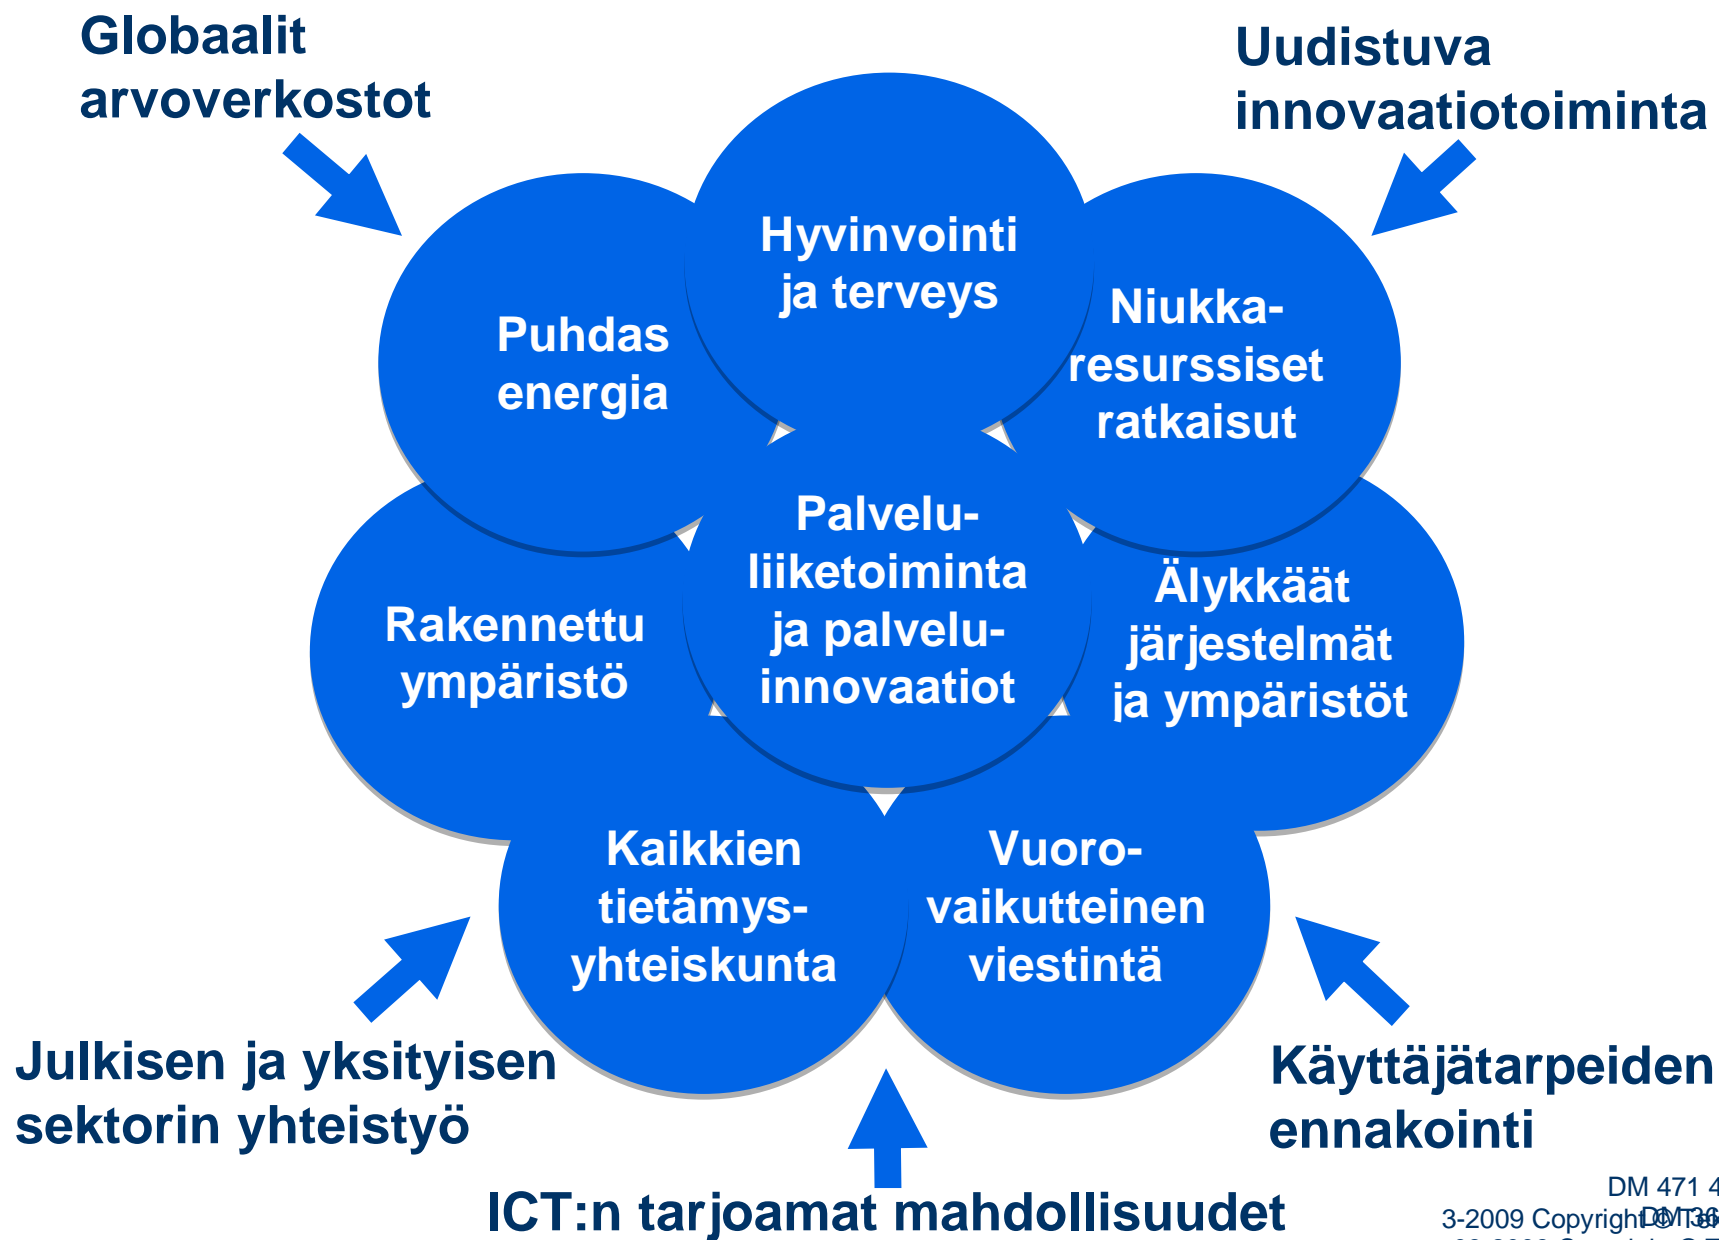 Globaalit
arvoverkostot
Uudistuva
innovaatiotoiminta
Hyvinvointi
ja terveys
Puhdas
energia
Niukka-
resurssiset
ratkaisut
Palvelu-
liiketoiminta
ja palvelu-
innovaatiot
Rakennettu
ympäristö
Älykkäät
järjestelmät
ja ympäristöt
Kaikkien
tietämys-
yhteiskunta
Vuoro-
vaikutteinen
viestintä
Julkisen ja yksityisen
sektorin yhteistyö
Käyttäjätarpeiden
ennakointi
ICT:n tarjoamat mahdollisuudet
DM 471 4
3-2009 Copyright ©